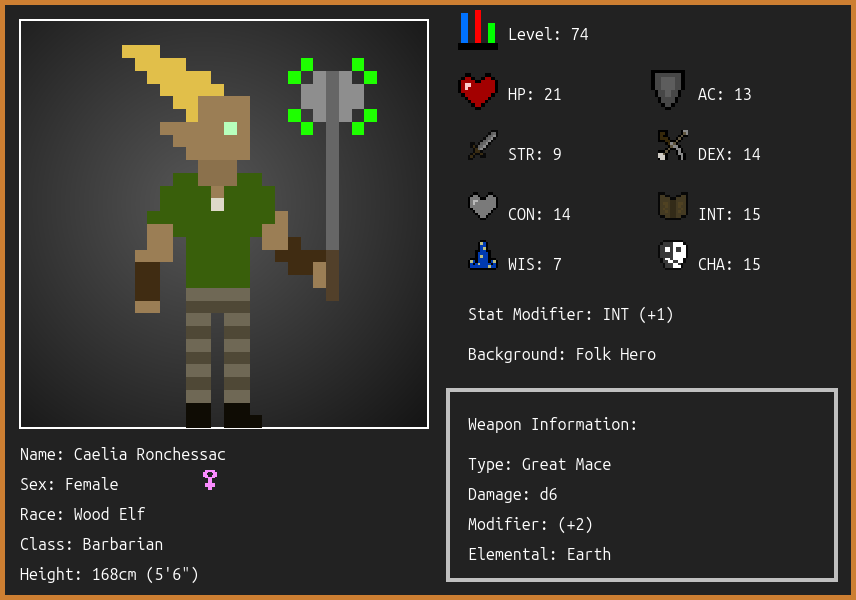 Level: 74
HP: 21
AC: 13
STR: 9
DEX: 14
CON: 14
INT: 15
WIS: 7
CHA: 15
Stat Modifier: INT (+1)
Background: Folk Hero
Weapon Information:
Type: Great Mace
Damage: d6
Modifier: (+2)
Elemental: Earth
Name: Caelia Ronchessac
Sex: Female
Race: Wood Elf
Class: Barbarian
Height: 168cm (5'6")